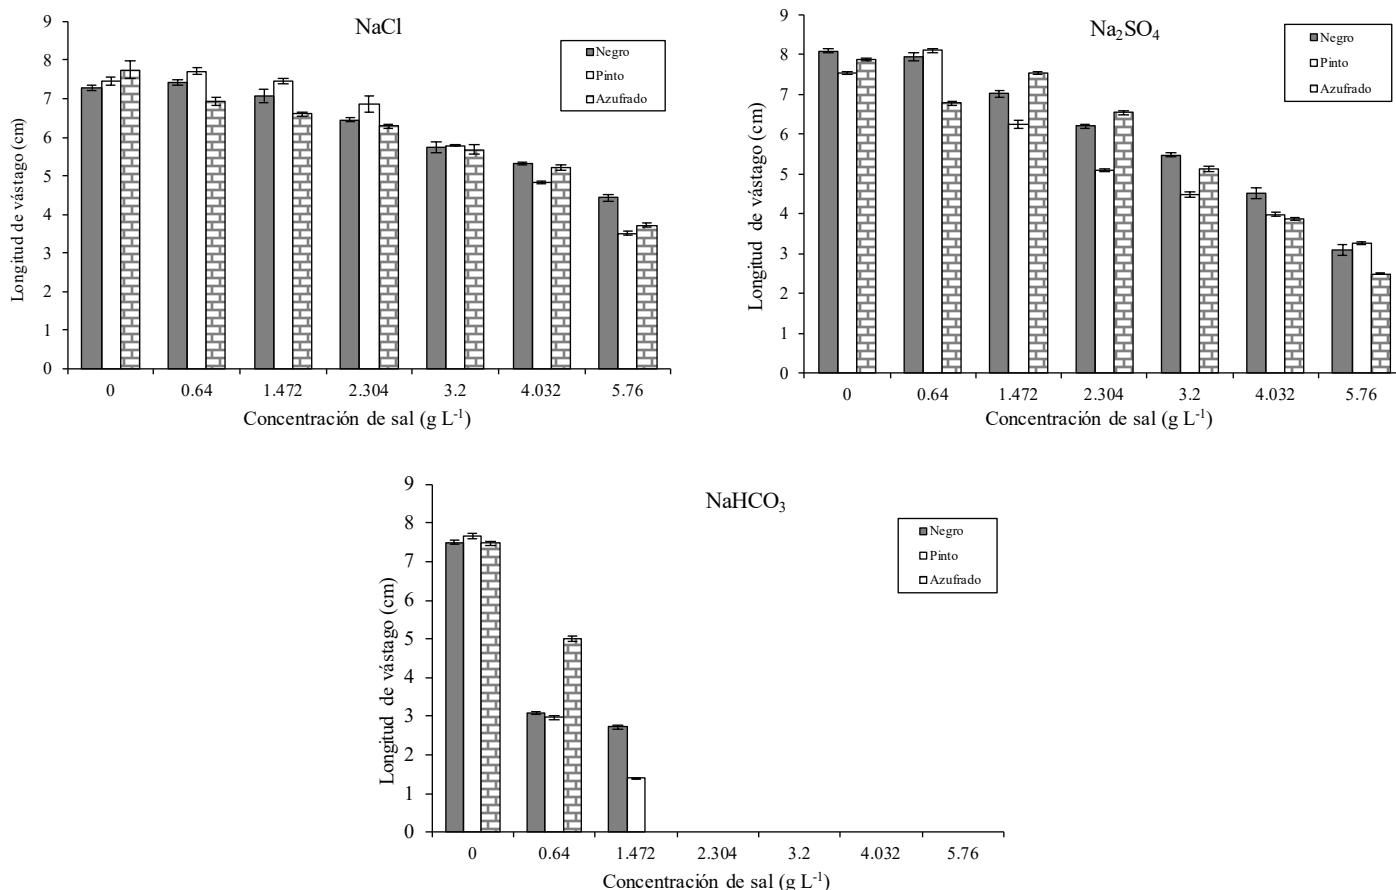 NaCl
Negro
Pinto
Azufrado
Longitud de vástago (cm)
9
8
7
6
5
4
3
2
1
0
0 0.64 1.472 2.304 3.2 4.032 5.76
Concentración de sal (g L-1)
Na2SO4
Negro
Pinto
Azufrado
Longitud de vástago (cm)
9
8
7
6
5
4
3
2
1
0
0 0.64 1.472 2.304 3.2 4.032 5.76
Concentración de sal (g L-1)
NaHCO3
Negro
Pinto
Azufrado
Longitud de vástago (cm)
9
8
7
6
5
4
3
2
1
0
0 0.64 1.472 2.304 3.2 4.032 5.76
Concentración de sal (g L-1)